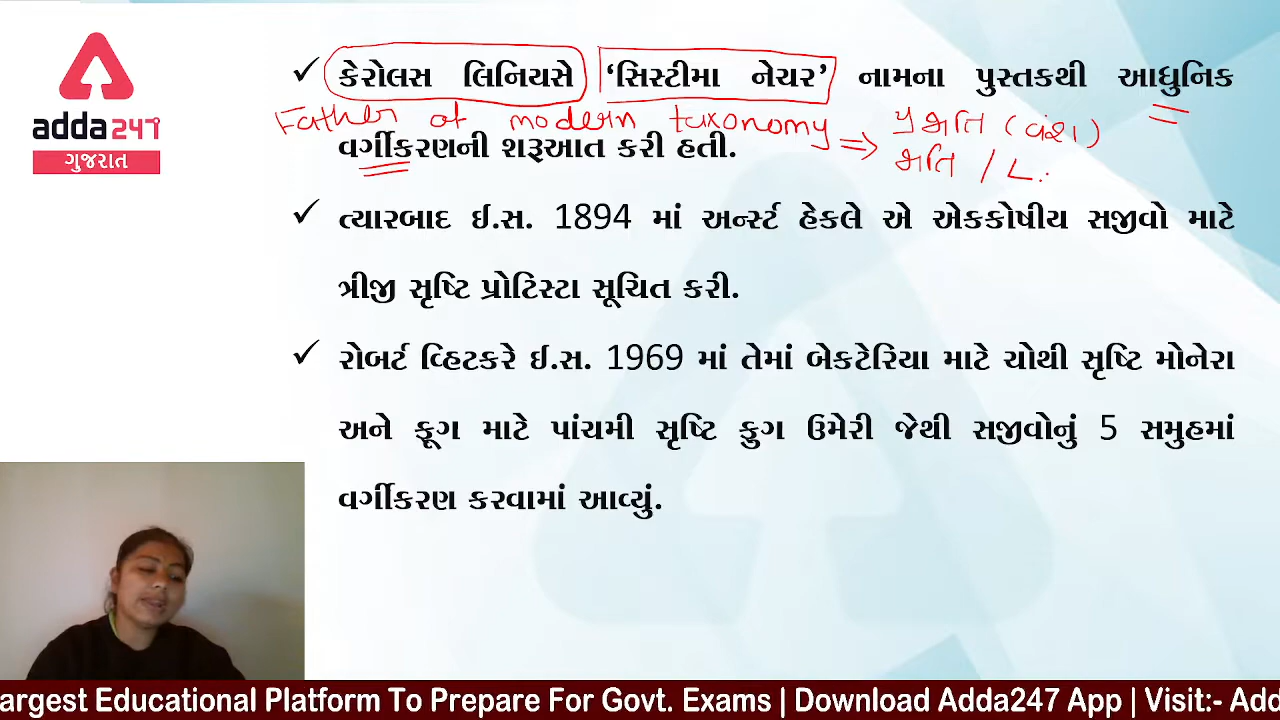 adda247
ગુજરાત
✓ કેરોલસ લિનિયસે ‘સિસ્ટીમા નેચર’ નામના પુસ્તકથી આધુનિક
Father of modern taxonomy ⇒
વર્ગીકરણની શરૂઆત કરી હતી.
✓ ત્યારબાદ ઈ.સ. 1894 માં અર્ન્સ્ટ હેકલે એ એકકોષીય સજીવો માટે
ત્રીજી સૃષ્ટિ પ્રોટિસ્ટા સૂચિત કરી.
✓ રોબર્ટ વ્હિટકરે ઈ.સ. 1969 માં તેમાં બેકટેરિયા માટે ચોથી સૃષ્ટિ મોનેરા
અને ફૂગ માટે પાંચમી સૃષ્ટિ ફુગ ઉમેરી જેથી સજીવોનું 5 સમુહમાં
વર્ગીકરણ કરવામાં આવ્યું.
argest Educational Platform To Prepare For Govt. Exams | Download Adda247 App | Visit:- Add